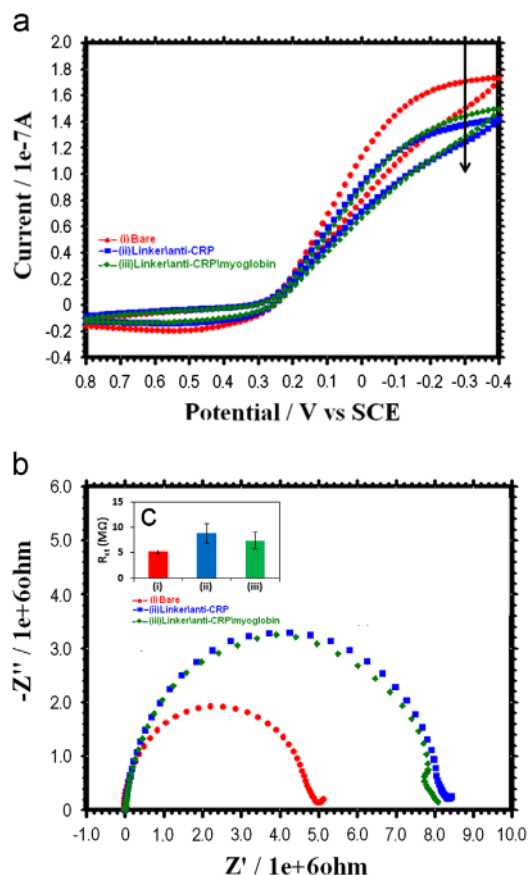 a
2.0
1.8
1.6
1.4
1.2
1.0
0.8
0.6
0.4
0.2
0
-0.2
-0.4
Current / 1e-7A
(i)Bare
(ii)Linker\anti-CRP
(iii)Linker\anti-CRP\myoglobin
0.8 0.7 0.6 0.5 0.4 0.3 0.2 0.1 0 -0.1 -0.2 -0.3 -0.4
Potential / V vs SCE
b
6.0
5.0
4.0
3.0
2.0
1.0
0
-Z'' / 1e+6ohm
C
15
10
5
0
Rct (MΩ)
(i) (ii) (iii)
(i)Bare
(ii)Linker\anti-CRP
(iii)Linker\anti-CRP\myoglobin
-1.0 0 1.0 2.0 3.0 4.0 5.0 6.0 7.0 8.0 9.0 10.0
Z' / 1e+6ohm